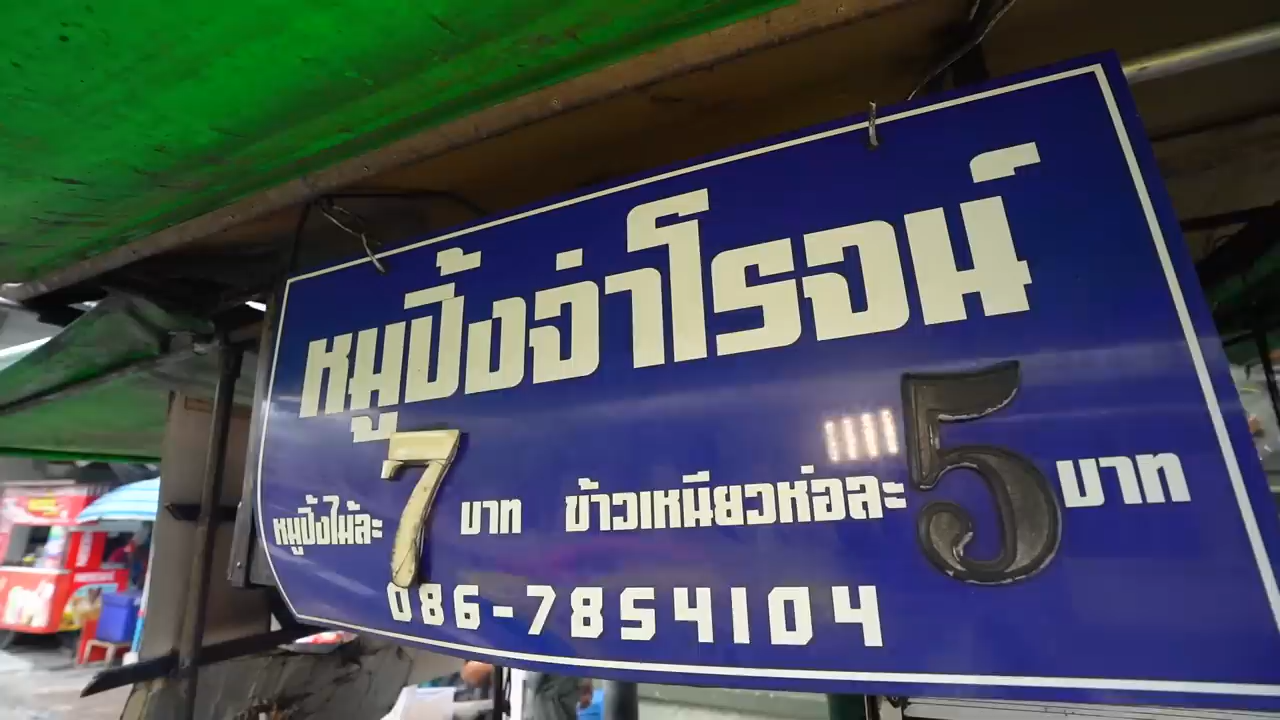 หมูปิ้งจ่าโรจน์
หมูปิ้งไม้ละ 7 บาท ข้าวเหนียวห่อละ 5 บาท
086-7854104